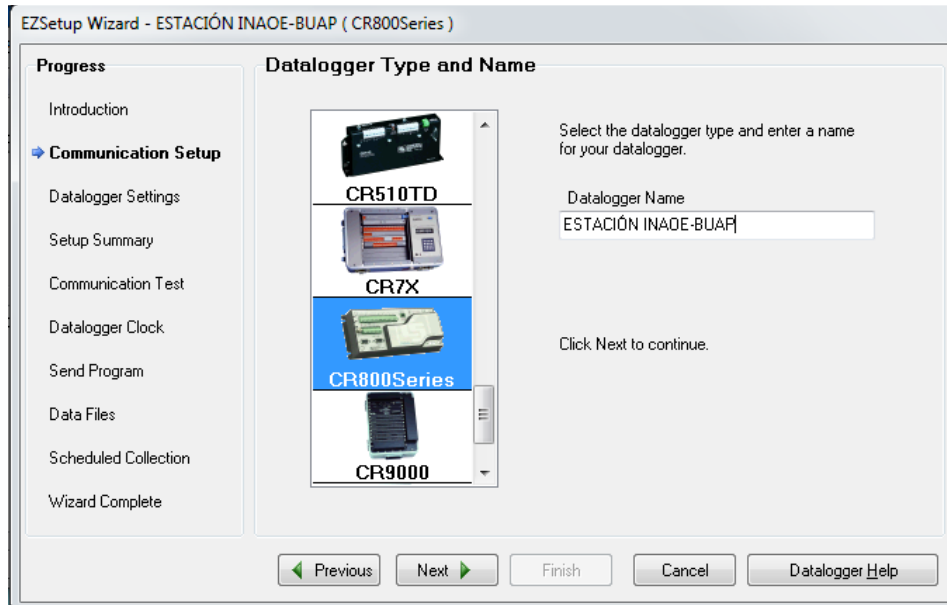 EZSetup Wizard - ESTACIÓN INAOE-BUAP ( CR800Series )
Progress
Introduction
Communication Setup
Datalogger Settings
Setup Summary
Communication Test
Datalogger Clock
Send Program
Data Files
Scheduled Collection
Wizard Complete
Datalogger Type and Name
CR510TD
CR7X
CR800Series
CR9000
Select the datalogger type and enter a name
for your datalogger.
Datalogger Name
ESTACIÓN INAOE-BUAP
Click Next to continue.
Previous
Next
Finish
Cancel
Datalogger Help